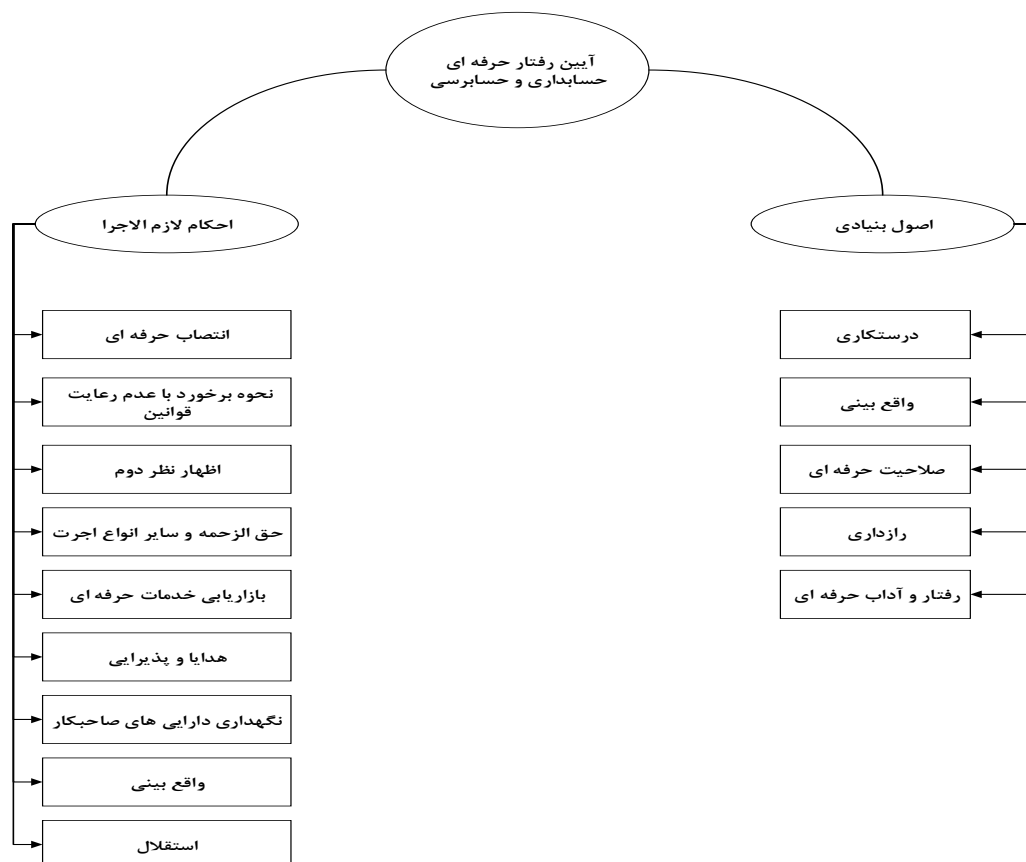 آیین رفتار حرفه ای
حسابداری و حسابرسی
اصول بنیادی
درستکاری
واقع بینی
صلاحیت حرفه ای
رازداری
رفتار و آداب حرفه ای
احکام لازم الاجرا
انتصاب حرفه ای
نحوه برخورد با عدم رعایت
قوانین
اظهار نظر دوم
حق الزحمه و سایر انواع اجرت
بازاریابی خدمات حرفه ای
هدایا و پذیرایی
نگهداری دارایی های صاحبکار
واقع بینی
استقلال